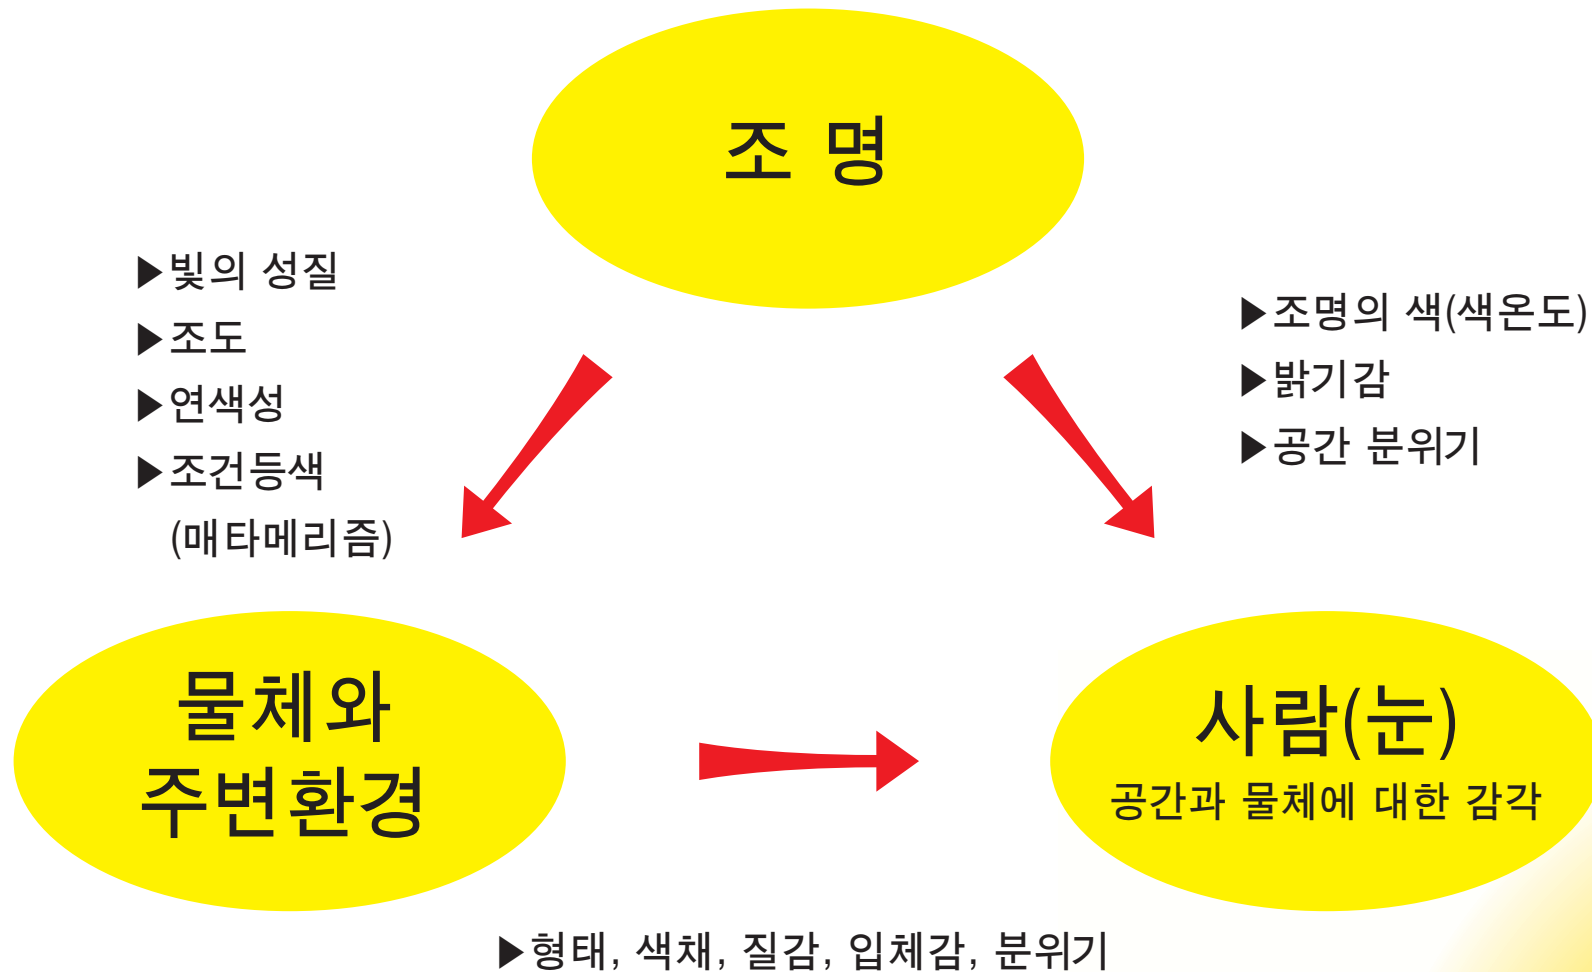 조 명
▶빛의 성질
▶조도
▶연색성
▶조건등색
(매타메리즘)
▶조명의 색(색온도)
▶밝기감
▶공간 분위기
물체와
주변환경
사람(눈)
공간과 물체에 대한 감각
▶형태, 색채, 질감, 입체감, 분위기